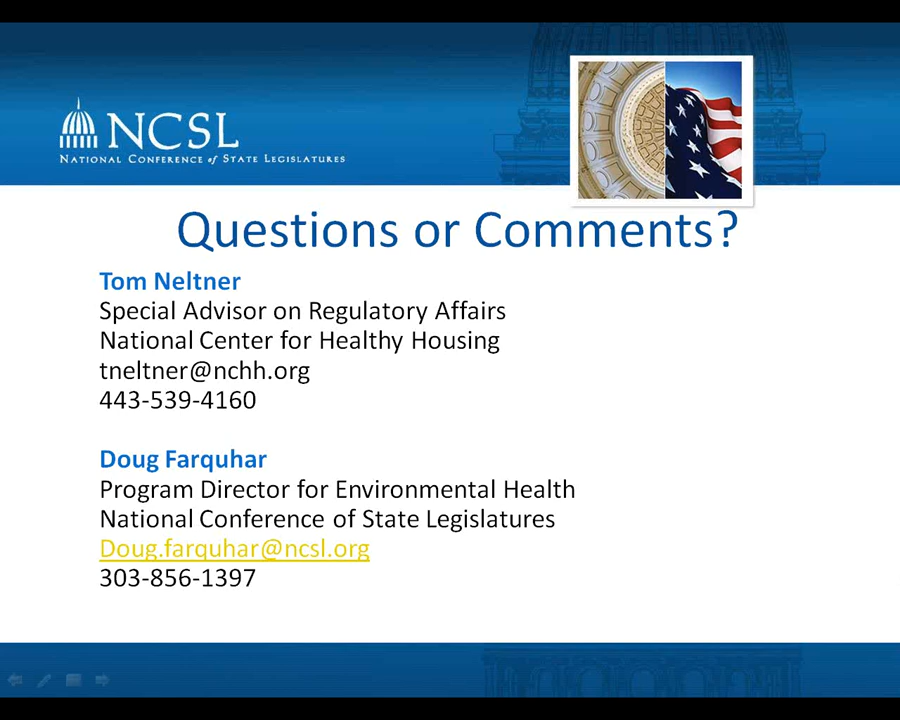 NCSL
NATIONAL CONFERENCE of STATE LEGISLATURES
Questions or Comments?
Tom Neltner
Special Advisor on Regulatory Affairs
National Center for Healthy Housing
tneltner@nchh.org
443-539-4160
Doug Farquhar
Program Director for Environmental Health
National Conference of State Legislatures
Doug.farquhar@ncsl.org
303-856-1397